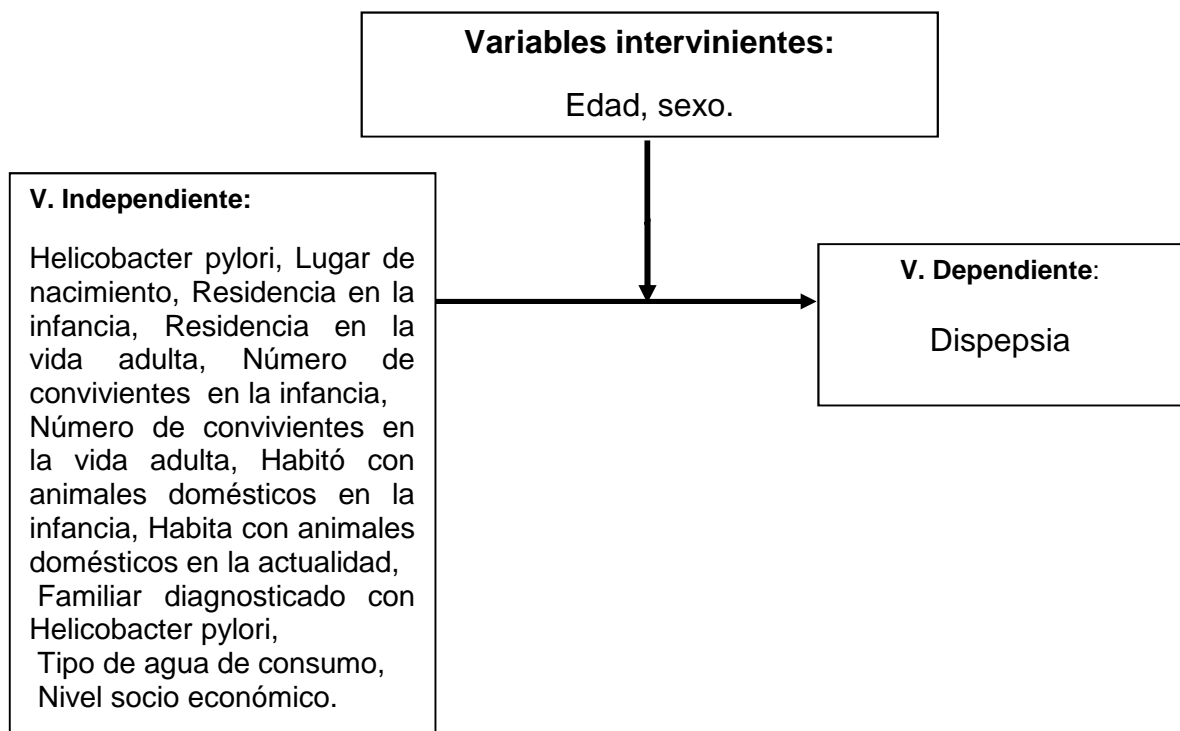 Variables intervinientes:
Edad, sexo.
V. Independiente:
Helicobacter pylori, Lugar de
nacimiento, Residencia en la
infancia, Residencia en la
vida adulta, Número de
convivientes en la infancia,
Número de convivientes en
la vida adulta, Habitó con
animales domésticos en la
infancia, Habita con animales
domésticos en la actualidad,
Familiar diagnosticado con
Helicobacter pylori,
Tipo de agua de consumo,
Nivel socio económico.
V. Dependiente:
Dispepsia